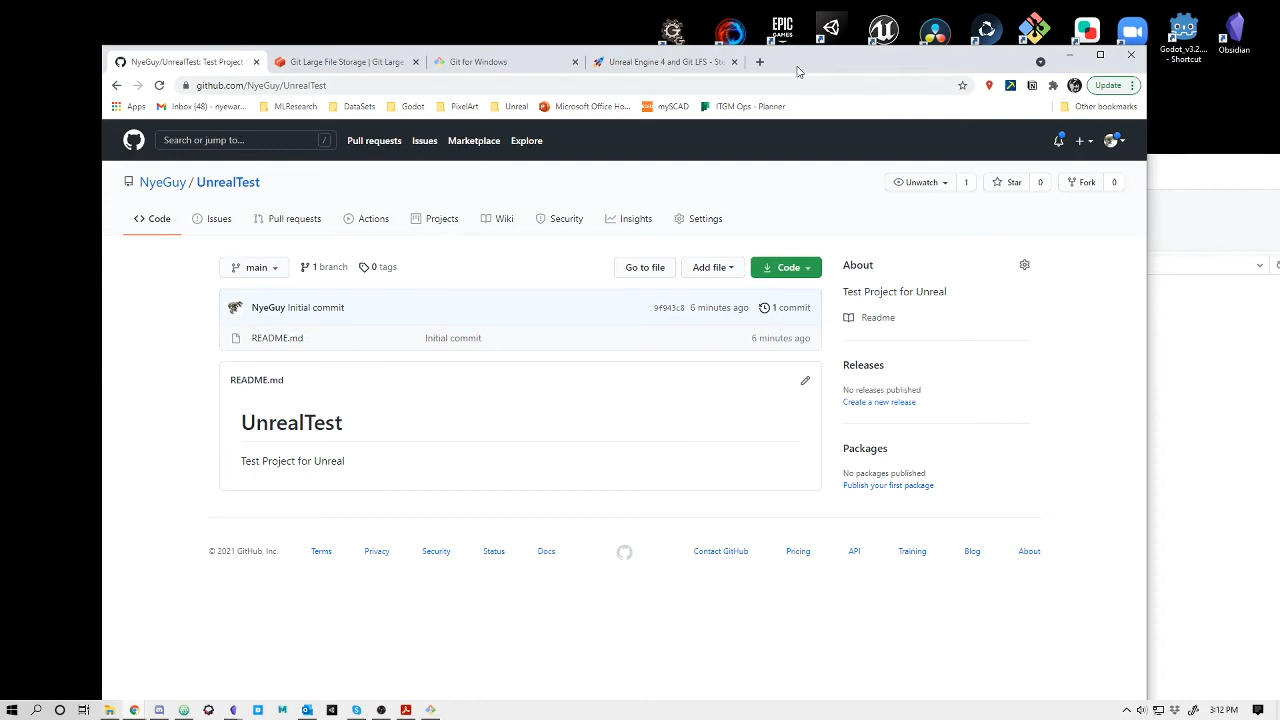 EPIC
GAMES
Godot_v3.2....
- Shortcut
Obsidian
NyeGuy/UnrealTest: Test Project
Git Large File Storage | Git Large
Git for Windows
Unreal Engine 4 and Git LFS - Ste
github.com/NyeGuy/UnrealTest
Update
Apps
Inbox (48) - nyewar...
MLResearch
DataSets
Godot
PixelArt
Unreal
Microsoft Office Ho...
mySCAD
ITGM Ops - Planner
Other bookmarks
Search or jump to...
/
Pull requests
Issues
Marketplace
Explore
NyeGuy / UnrealTest
Unwatch
1
Star
0
Fork
0
Code
Issues
Pull requests
Actions
Projects
Wiki
Security
Insights
Settings
main
1 branch
0 tags
Go to file
Add file
Code
NyeGuy Initial commit
9f943c8 6 minutes ago
1 commit
README.md
Initial commit
6 minutes ago
README.md
UnrealTest
Test Project for Unreal
About
Test Project for Unreal
Readme
Releases
No releases published
Create a new release
Packages
No packages published
Publish your first package
© 2021 GitHub, Inc.
Terms
Privacy
Security
Status
Docs
Contact GitHub
Pricing
API
Training
Blog
About
3:12 PM